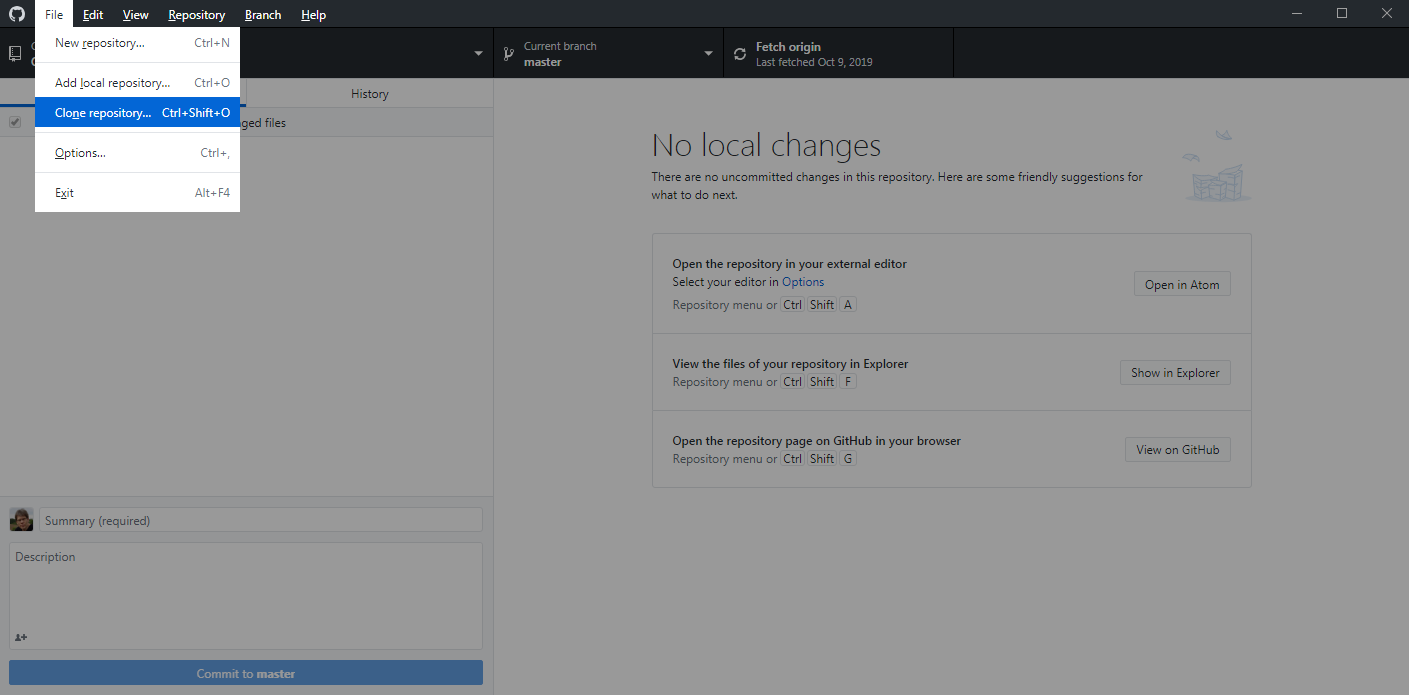 File Edit View Repository Branch Help
New repository... Ctrl+N
Add local repository... Ctrl+O
Clone repository... Ctrl+Shift+O
Options... Ctrl+,
Exit Alt+F4
Current branch
master
Fetch origin
Last fetched Oct 9, 2019
History
files
No local changes
There are no uncommitted changes in this repository. Here are some friendly suggestions for
what to do next.
Open the repository in your external editor
Select your editor in Options
Repository menu or Ctrl Shift A
Open in Atom
View the files of your repository in Explorer
Repository menu or Ctrl Shift F
Show in Explorer
Open the repository page on GitHub in your browser
Repository menu or Ctrl Shift G
View on GitHub
Summary (required)
Description
Commit to master